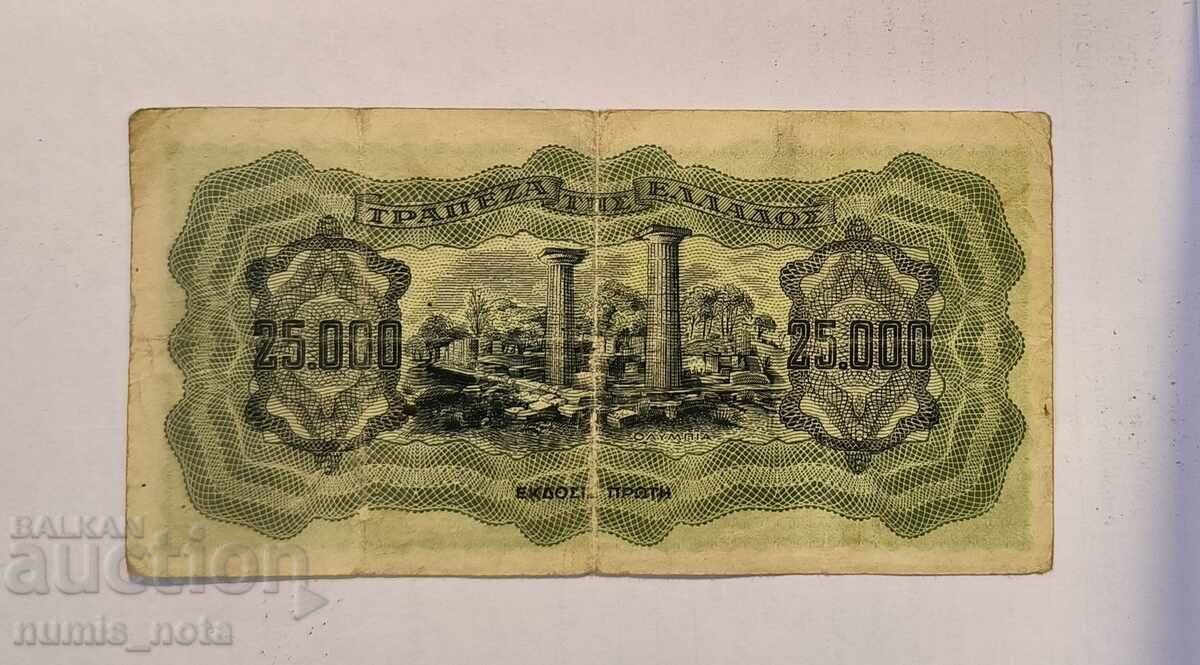 ΤΡΑΠΕΖΑ ΤΗΣ ΕΛΛΑΔΟΣ
25.000 25.000
ΟΛΥΜΠΙΑ
ΕΚΔΟΣΙΣ ΠΡΩΤΗ
BALKAN
auction
numis_nota